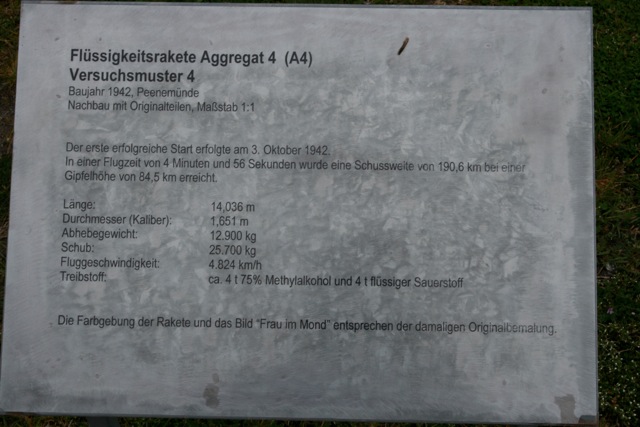 Flüssigkeitsrakete Aggregat 4 (A4)
Versuchsmuster 4
Baujahr 1942, Peenemünde
Nachbau mit Originalteilen, Maßstab 1:1
Der erste erfolgreiche Start erfolgte am 3. Oktober 1942.
In einer Flugzeit von 4 Minuten und 56 Sekunden wurde eine Schussweite von 190,6 km bei einer
Gipfelhöhe von 84,5 km erreicht.
Länge: 14,036 m
Durchmesser (Kaliber): 1,651 m
Abhebegewicht: 12.900 kg
Schub: 25.700 kg
Fluggeschwindigkeit: 4.824 km/h
Treibstoff: ca. 4 t 75% Methylalkohol und 4 t flüssiger Sauerstoff
Die Farbgebung der Rakete und das Bild "Frau im Mond" entsprechen der damaligen Originalbemalung.